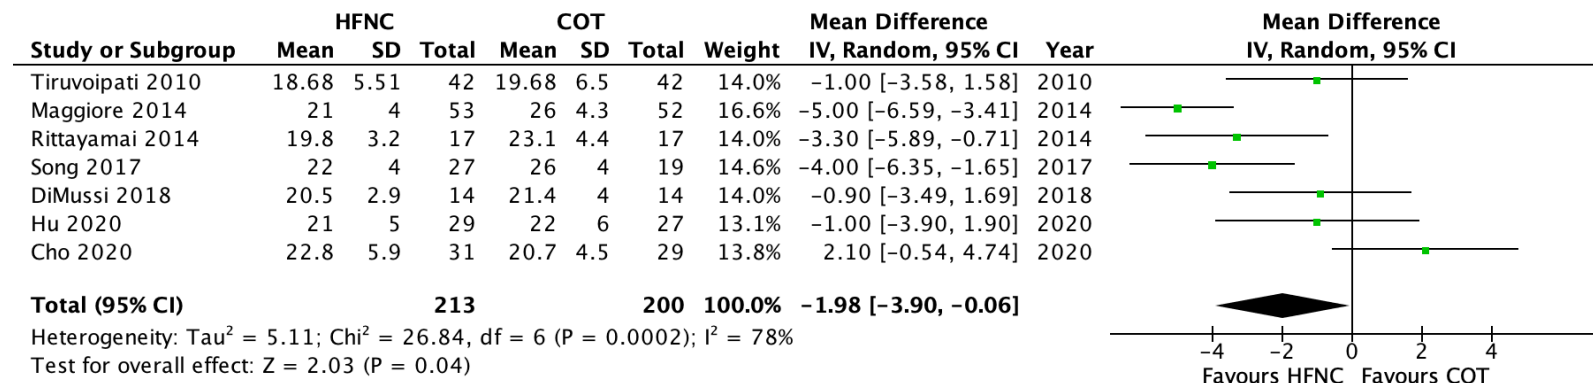 HFNC COT Mean Difference Mean Difference
Study or Subgroup Mean SD Total Mean SD Total Weight IV, Random, 95% CI Year IV, Random, 95% CI
Tiruvoipati 2010 18.68 5.51 42 19.68 6.5 42 14.0% −1.00 [−3.58, 1.58] 2010
Maggiore 2014 21 4 53 26 4.3 52 16.6% −5.00 [−6.59, −3.41] 2014
Rittayamai 2014 19.8 3.2 17 23.1 4.4 17 14.0% −3.30 [−5.89, −0.71] 2014
Song 2017 22 4 27 26 4 19 14.6% −4.00 [−6.35, −1.65] 2017
DiMussi 2018 20.5 2.9 14 21.4 4 14 14.0% −0.90 [−3.49, 1.69] 2018
Hu 2020 21 5 29 22 6 27 13.1% −1.00 [−3.90, 1.90] 2020
Cho 2020 22.8 5.9 31 20.7 4.5 29 13.8% 2.10 [−0.54, 4.74] 2020
Total (95% CI) 213 200 100.0% −1.98 [−3.90, −0.06]
Heterogeneity: Tau² = 5.11; Chi² = 26.84, df = 6 (P = 0.0002); I² = 78%
Test for overall effect: Z = 2.03 (P = 0.04)
−4 −2 0 2 4
Favours HFNC Favours COT